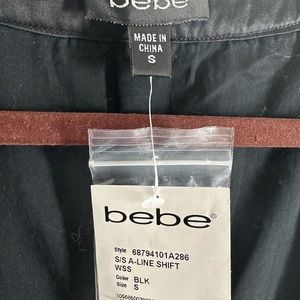 bebe
MADE IN
CHINA
S
bebe®
Style 68794101A286
S/S A-LINE SHIFT
WSS
Color BLK
Size S